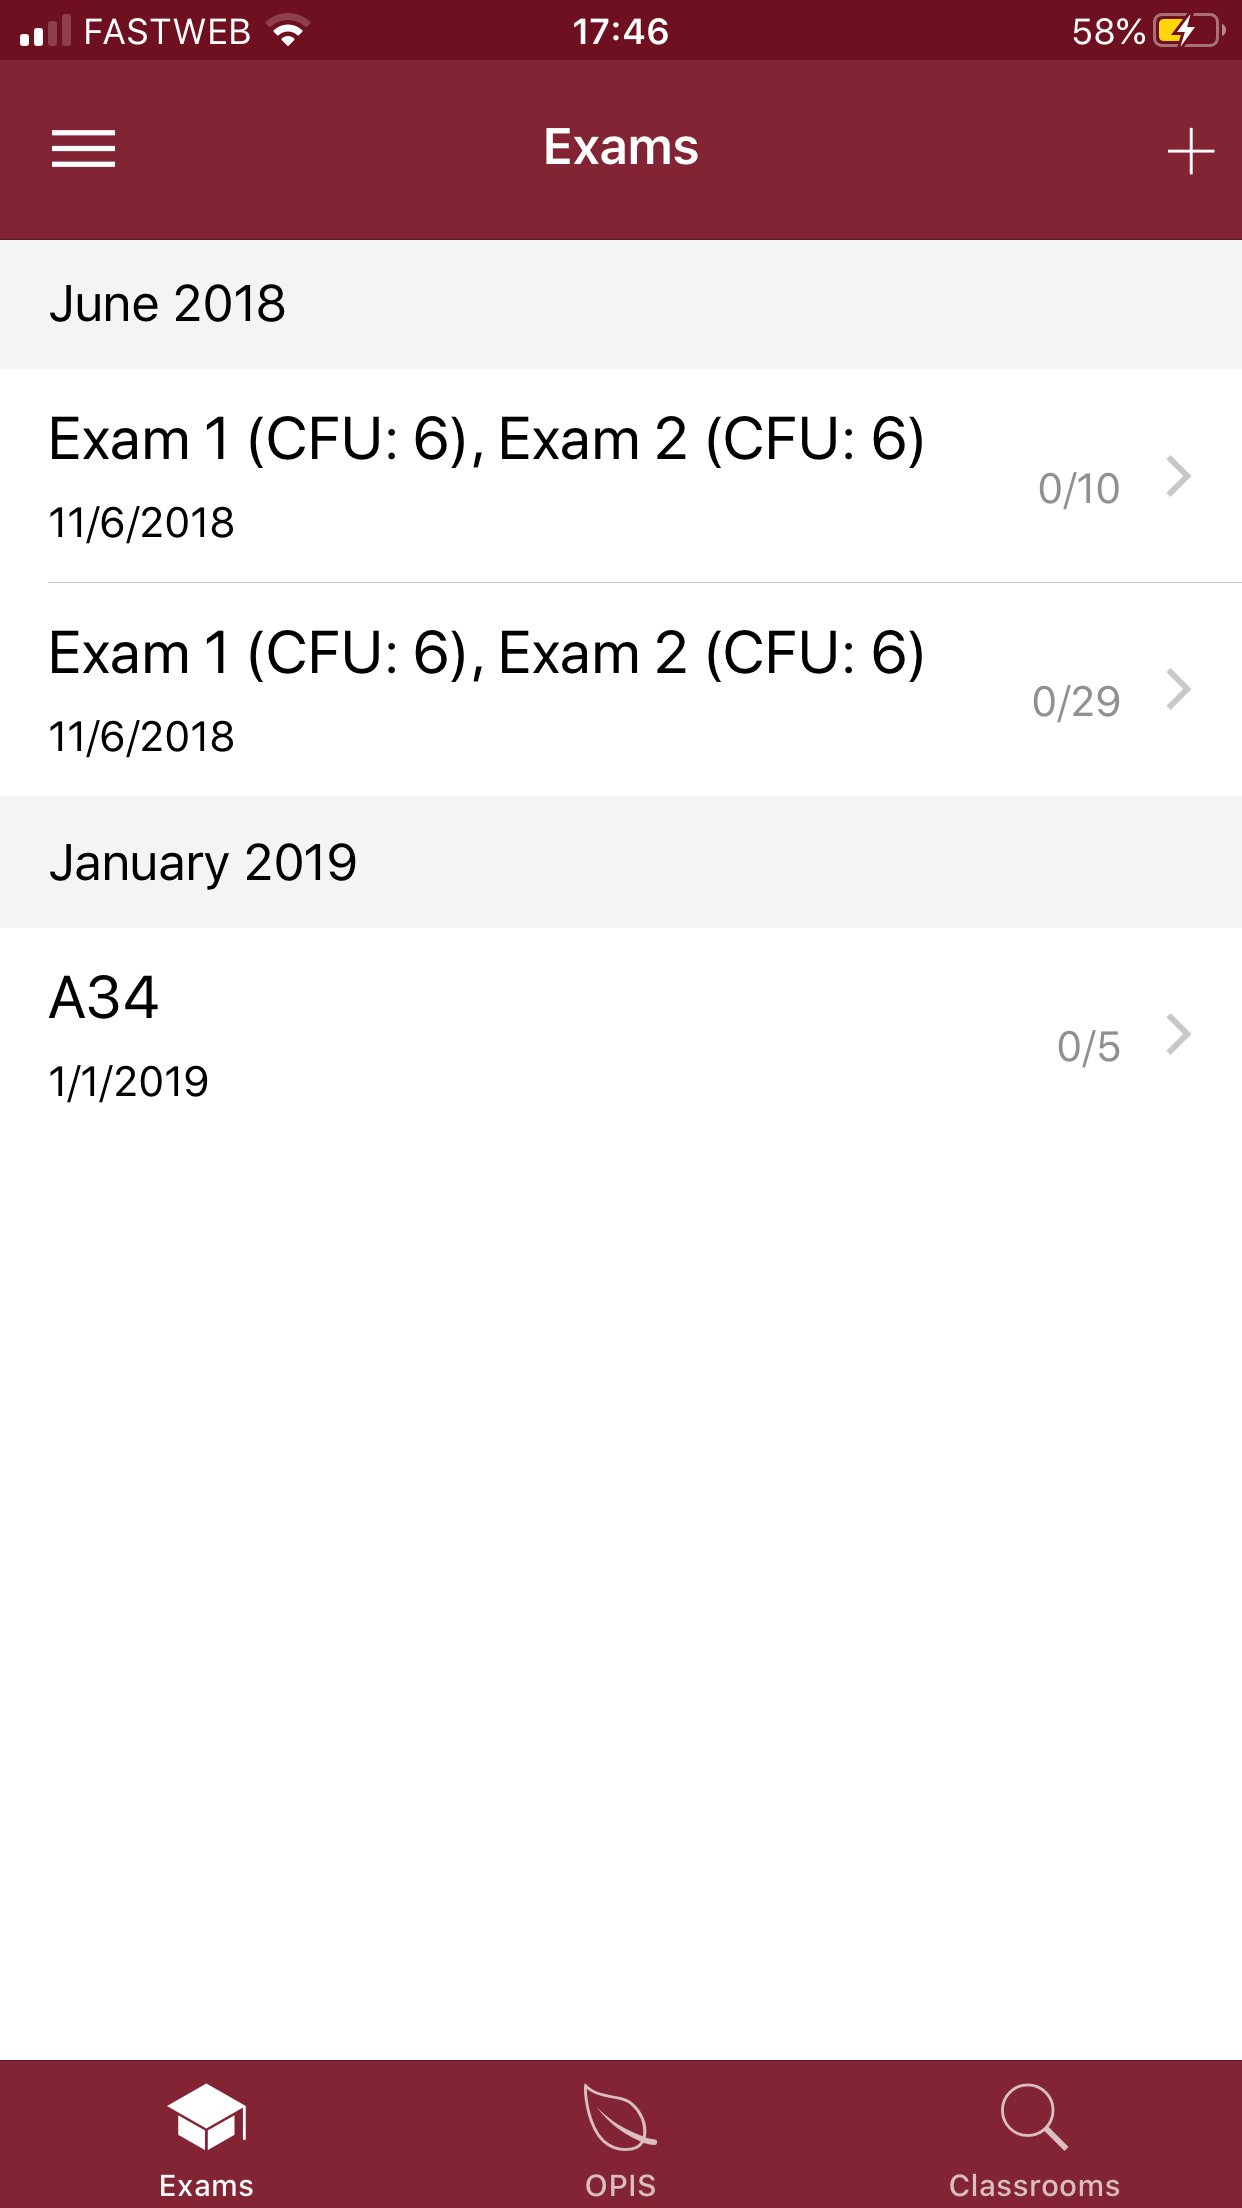 FASTWEB 17:46 58%
Exams
June 2018
Exam 1 (CFU: 6), Exam 2 (CFU: 6)
0/10
11/6/2018
Exam 1 (CFU: 6), Exam 2 (CFU: 6)
0/29
11/6/2018
January 2019
A34
0/5
1/1/2019
Exams OPIS Classrooms